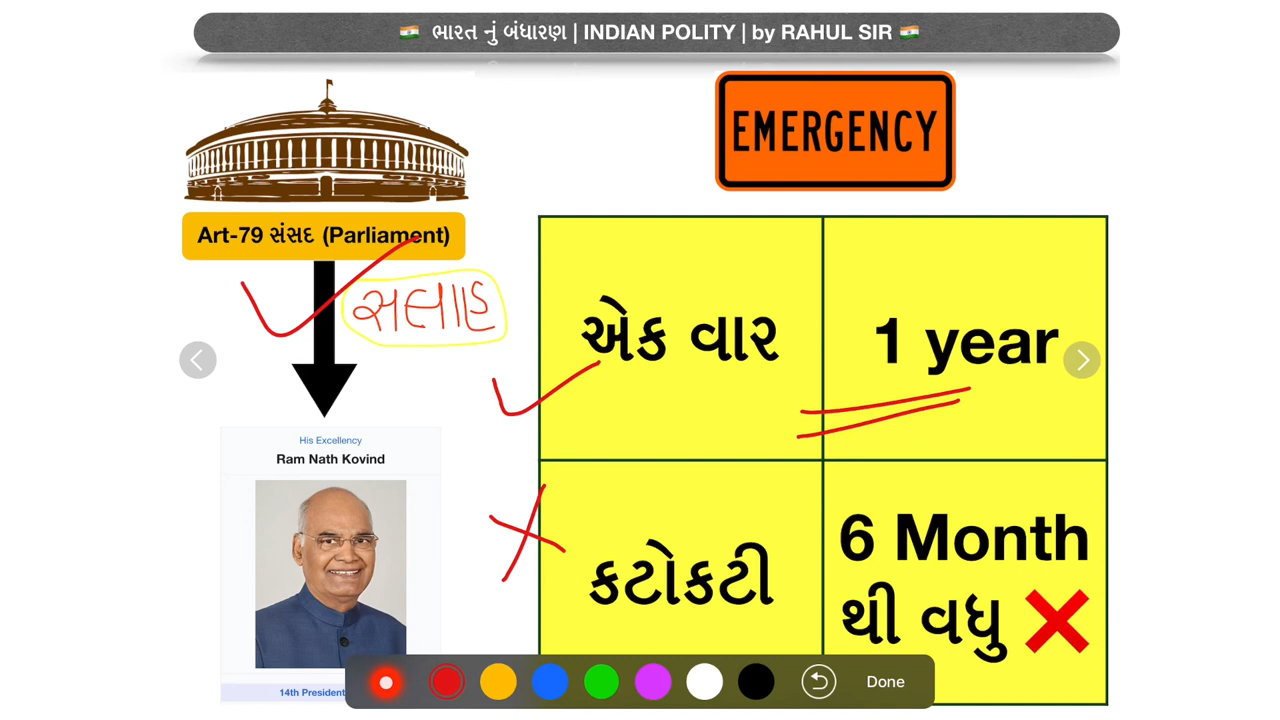 🇮🇳 ભારત નું બંધારણ | INDIAN POLITY | by RAHUL SIR 🇮🇳
EMERGENCY
Art-79 સંસદ (Parliament)
સલાહ
His Excellency
Ram Nath Kovind
14th President
એક વાર
1 year
કટોકટી
6 Month
થી વધુ ❌
Done